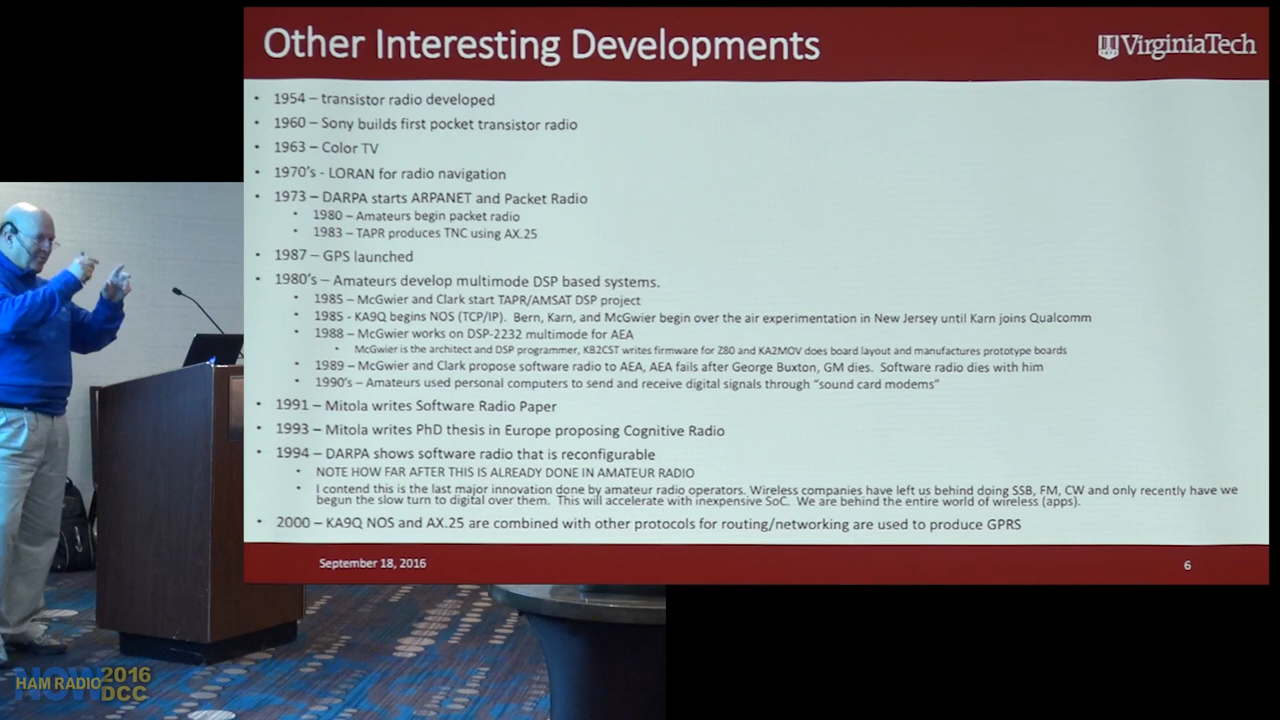 Other Interesting Developments
VirginiaTech
• 1954 – transistor radio developed
• 1960 – Sony builds first pocket transistor radio
• 1963 – Color TV
• 1970's - LORAN for radio navigation
• 1973 – DARPA starts ARPANET and Packet Radio
• 1980 – Amateurs begin packet radio
• 1983 – TAPR produces TNC using AX.25
• 1987 – GPS launched
• 1980's – Amateurs develop multimode DSP based systems.
• 1985 – McGwier and Clark start TAPR/AMSAT DSP project
• 1985 - KA9Q begins NOS (TCP/IP). Bern, Karn, and McGwier begin over the air experimentation in New Jersey until Karn joins Qualcomm
• 1988 – McGwier works on DSP-2232 multimode for AEA
• McGwier is the architect and DSP programmer, KB2CST writes firmware for Z80 and KA2MOV does board layout and manufactures prototype boards
• 1989 – McGwier and Clark propose software radio to AEA, AEA fails after George Buxton, GM dies. Software radio dies with him
• 1990's – Amateurs used personal computers to send and receive digital signals through "sound card modems"
• 1991 – Mitola writes Software Radio Paper
• 1993 – Mitola writes PhD thesis in Europe proposing Cognitive Radio
• 1994 – DARPA shows software radio that is reconfigurable
• NOTE HOW FAR AFTER THIS IS ALREADY DONE IN AMATEUR RADIO
• I contend this is the last major innovation done by amateur radio operators. Wireless companies have left us behind doing SSB, FM, CW and only recently have we
begun the slow turn to digital over them. This will accelerate with inexpensive SoC. We are behind the entire world of wireless (apps).
• 2000 – KA9Q NOS and AX.25 are combined with other protocols for routing/networking are used to produce GPRS
September 18, 2016
6
HAM RADIO NOW 2016
DCC